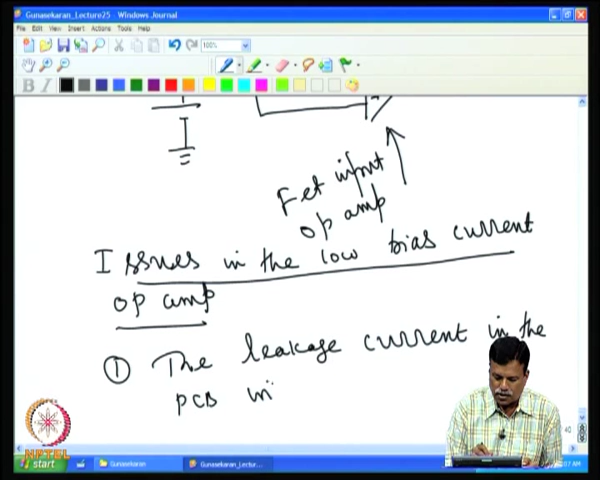 Gunasekaran_Lecture25 - Windows Journal
File Edit View Insert Actions Tools Help
100%
B I
Fet input
op amp
Issues in the low bias current
op amp
① The leakage current in the
PCB in
NPTEL
start Gunasekaran Gunasekaran_Lectur...